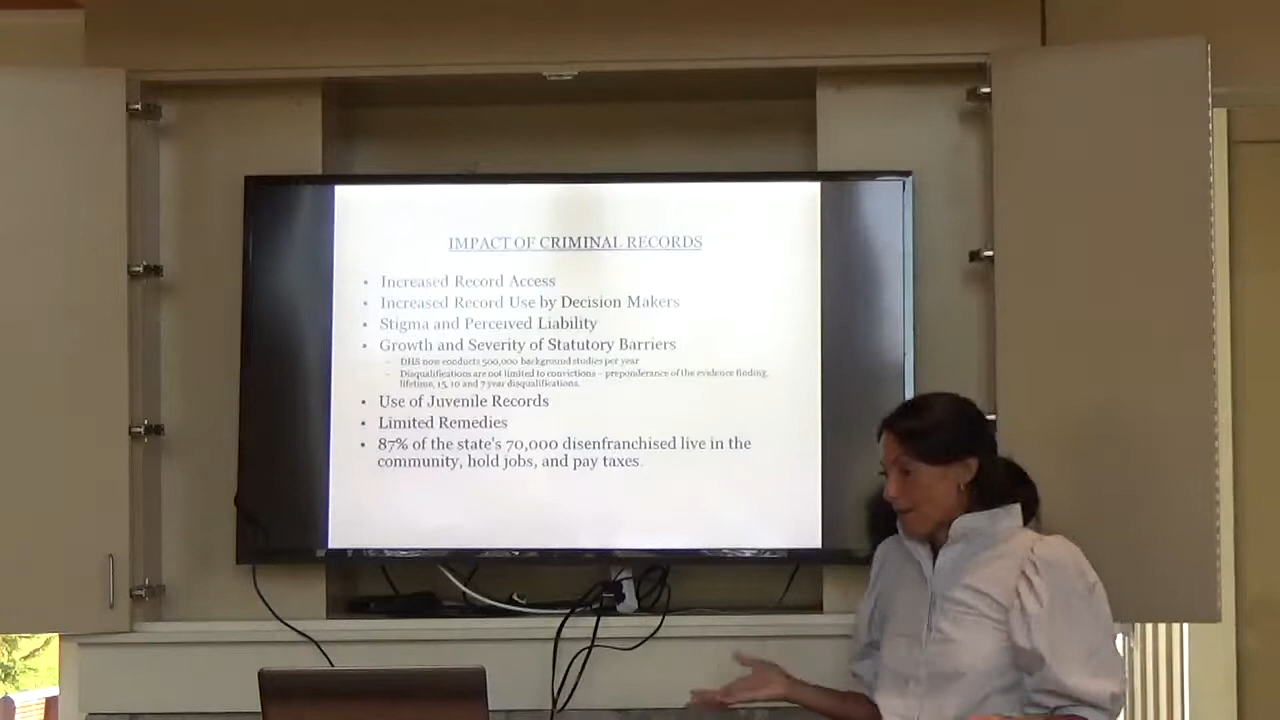 IMPACT OF CRIMINAL RECORDS
• Increased Record Access
• Increased Record Use by Decision Makers
• Stigma and Perceived Liability
• Growth and Severity of Statutory Barriers
– DHS now conducts 500,000 background studies per year
– Disqualifications are not limited to convictions – preponderance of the evidence finding,
lifetime, 15, 10 and 7 year disqualifications.
• Use of Juvenile Records
• Limited Remedies
• 87% of the state's 70,000 disenfranchised live in the
community, hold jobs, and pay taxes.